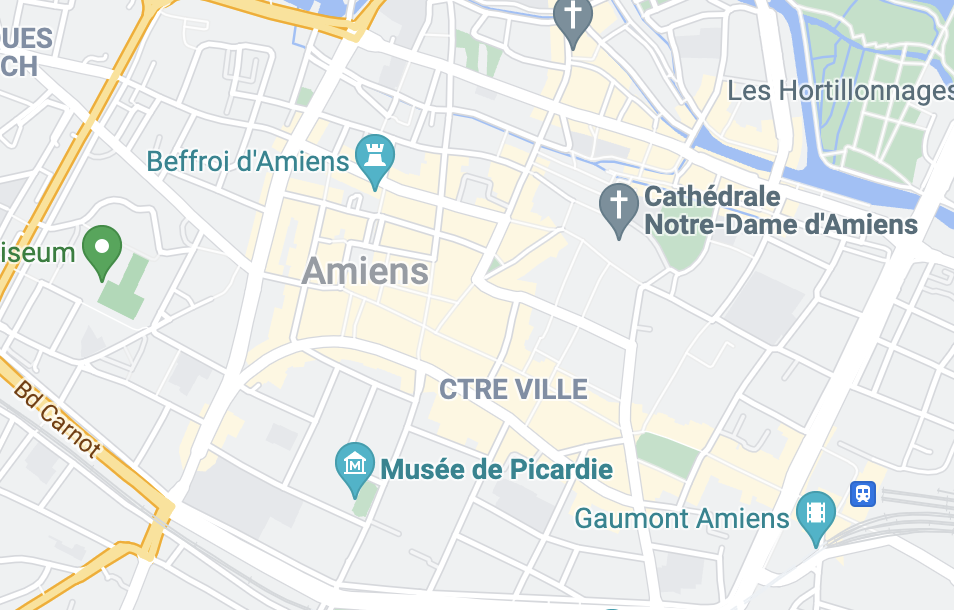 QUES
CH
Les Hortillonnages
Beffroi d'Amiens
Cathédrale
Notre-Dame d'Amiens
iseum
Amiens
CTRE VILLE
Bd Carnot
M
Musée de Picardie
Gaumont Amiens